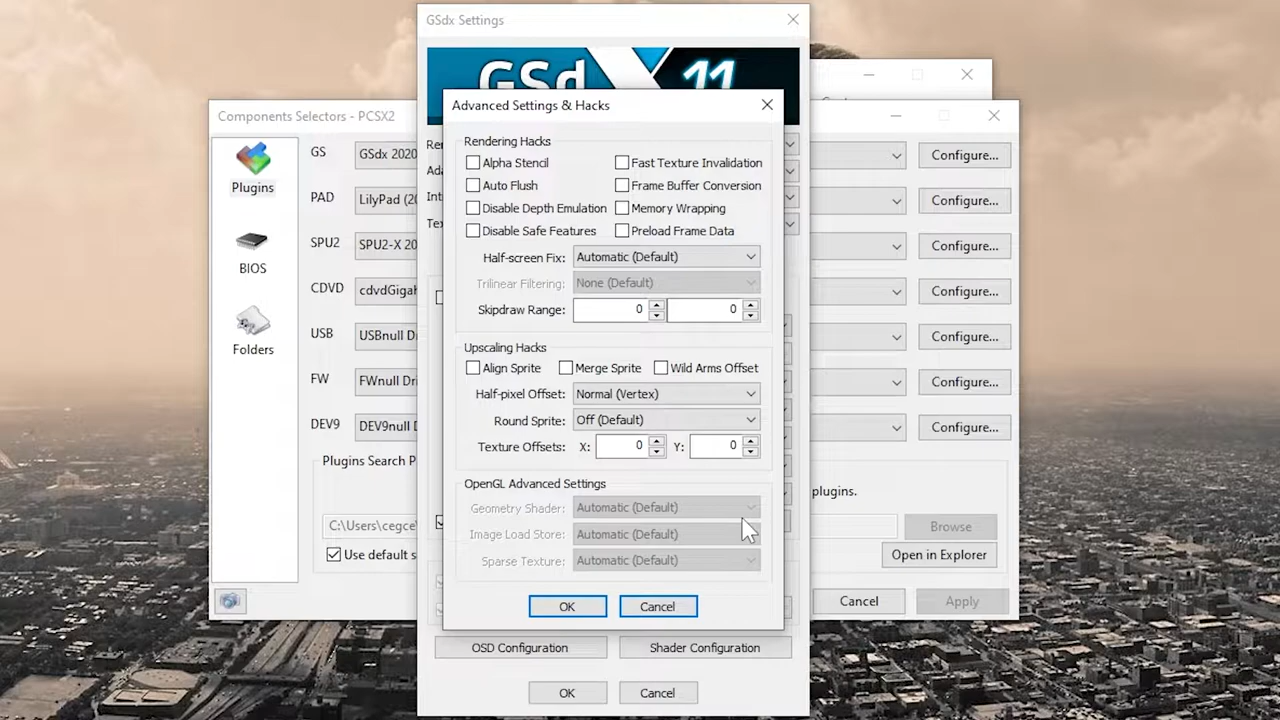 GSdx Settings
GSd
11
Components Selectors - PCSX2
Plugins
BIOS
Folders
GS
GSdx 2020
Configure...
PAD
LilyPad (20
Configure...
SPU2
SPU2-X 20
Configure...
CDVD
cdvdGigah
Configure...
USB
USBnull Dr
Configure...
FW
FWnull Dri
Configure...
DEV9
DEV9null D
Configure...
Plugins Search P
plugins.
C:\Users\cegce
Browse
Use default s
Open in Explorer
Cancel
Apply
Advanced Settings & Hacks
Rendering Hacks
Alpha Stencil
Fast Texture Invalidation
Auto Flush
Frame Buffer Conversion
Disable Depth Emulation
Memory Wrapping
Disable Safe Features
Preload Frame Data
Half-screen Fix:
Automatic (Default)
Trilinear Filtering:
None (Default)
Skipdraw Range:
0
0
Upscaling Hacks
Align Sprite
Merge Sprite
Wild Arms Offset
Half-pixel Offset:
Normal (Vertex)
Round Sprite:
Off (Default)
Texture Offsets:
X:
0
Y:
0
OpenGL Advanced Settings
Geometry Shader:
Automatic (Default)
Image Load Store:
Automatic (Default)
Sparse Texture:
Automatic (Default)
OK
Cancel
OSD Configuration
Shader Configuration
OK
Cancel